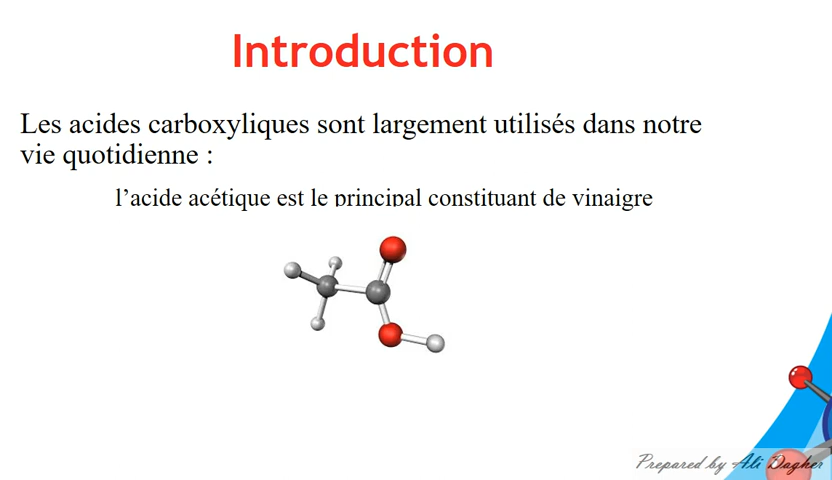 Introduction
Les acides carboxyliques sont largement utilisés dans notre
vie quotidienne :
l’acide acétique est le principal constituant de vinaigre
Prepared by Ali Dagher